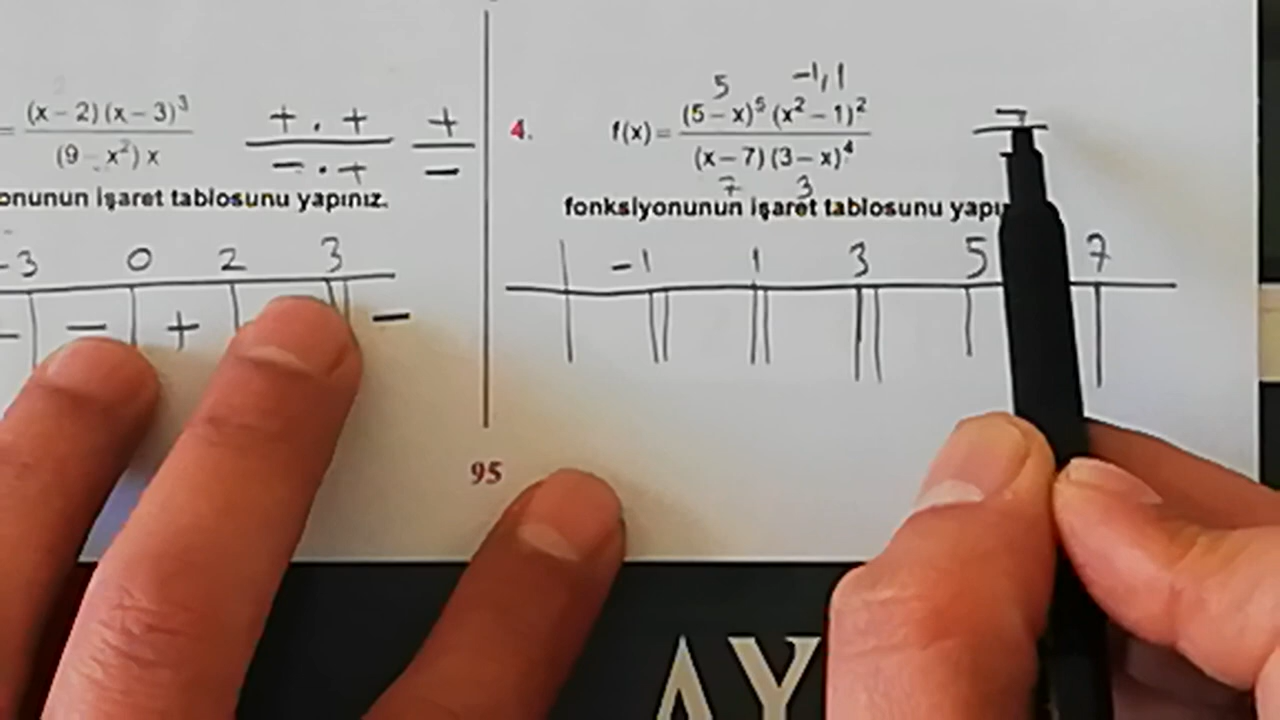 = (x – 2) (x – 3)³ / (9 – x²) x
+ . + / – . +
+ / –
onunun işaret tablosunu yapınız.
-3 0 2 3
– – + –
4. f(x) = (5 – x)⁵ (x² – 1)² / (x – 7) (3 – x)⁴
5 -1,1
7 3
fonksiyonunun işaret tablosunu
-1 1 3 5 7
95
AY